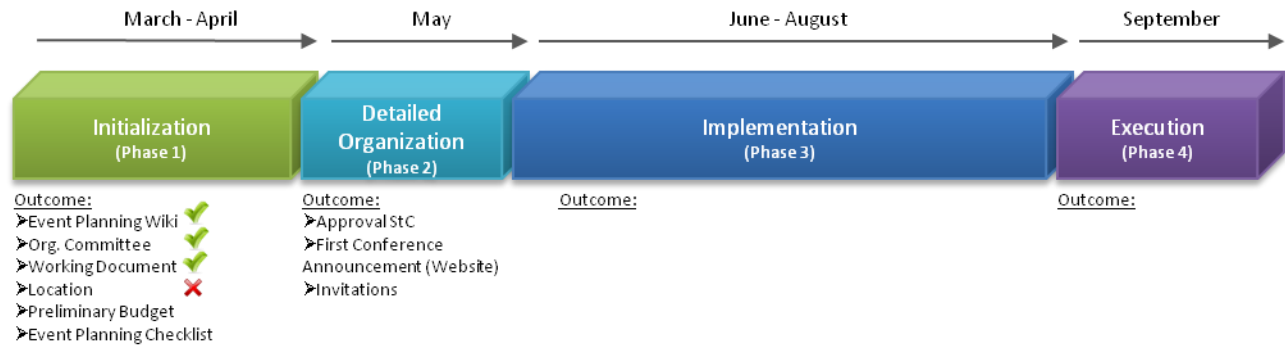 March - April
May
June - August
September
Initialization
(Phase 1)
Detailed
Organization
(Phase 2)
Implementation
(Phase 3)
Execution
(Phase 4)
Outcome:
➢Event Planning Wiki
➢Org. Committee
➢Working Document
➢Location
➢Preliminary Budget
➢Event Planning Checklist
Outcome:
➢Approval StC
➢First Conference
Announcement (Website)
➢Invitations
Outcome:
Outcome: